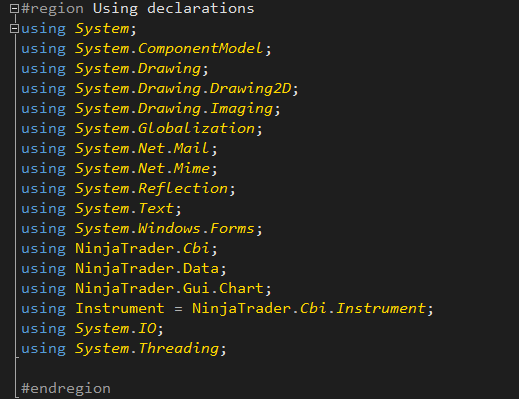 #region Using declarations
using System;
using System.ComponentModel;
using System.Drawing;
using System.Drawing.Drawing2D;
using System.Drawing.Imaging;
using System.Globalization;
using System.Net.Mail;
using System.Net.Mime;
using System.Reflection;
using System.Text;
using System.Windows.Forms;
using NinjaTrader.Cbi;
using NinjaTrader.Data;
using NinjaTrader.Gui.Chart;
using Instrument = NinjaTrader.Cbi.Instrument;
using System.IO;
using System.Threading;
#endregion